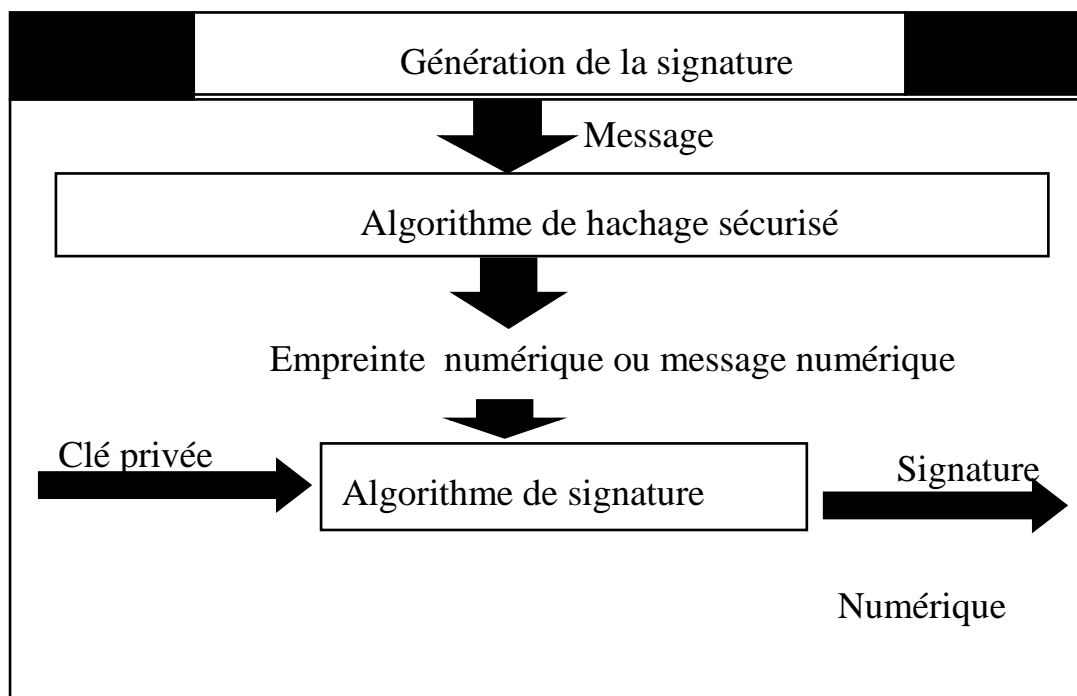 Génération de la signature
Message
Algorithme de hachage sécurisé
Empreinte numérique ou message numérique
Clé privée
Signature
Algorithme de signature
Numérique